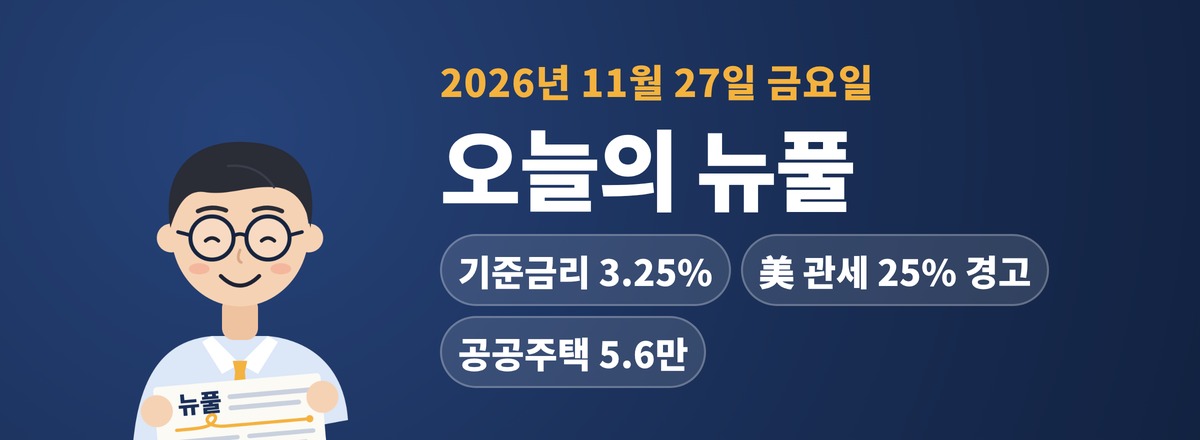 2026년 11월 27일 금요일
오늘의 뉴풀
기준금리 3.25%
美 관세 25% 경고
공공주택 5.6만
뉴풀